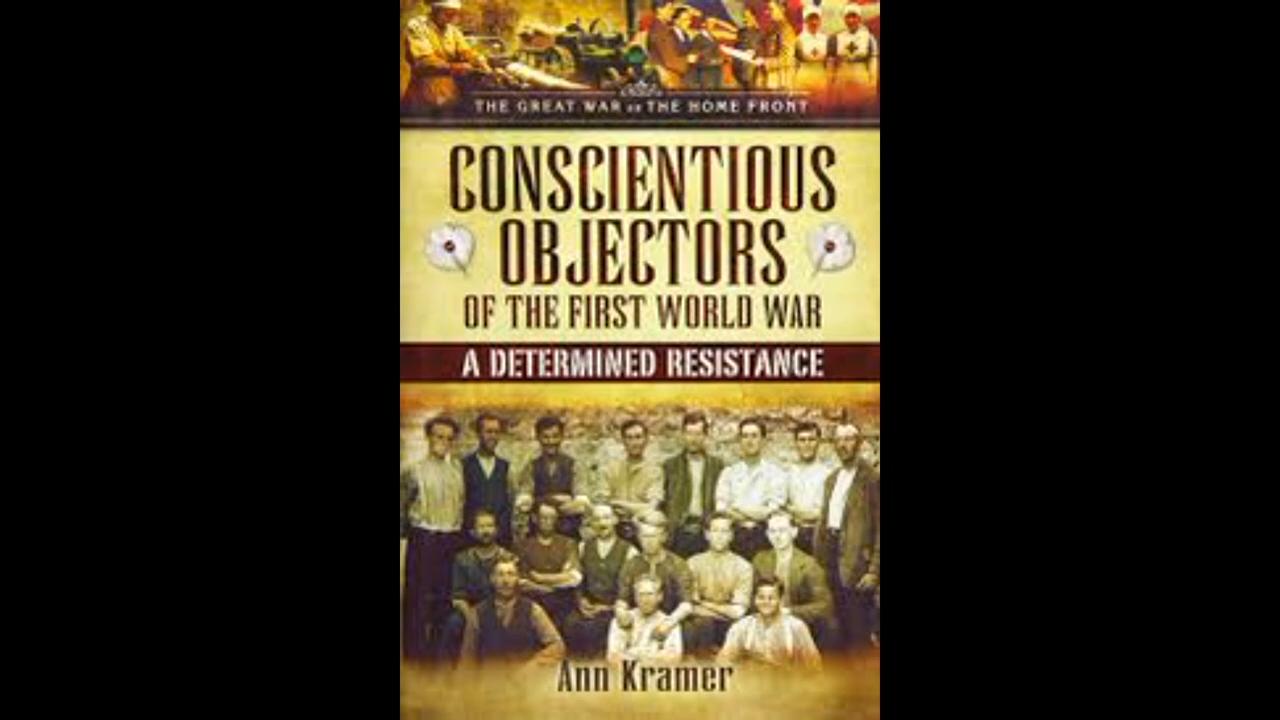 THE GREAT WAR ON THE HOME FRONT
CONSCIENTIOUS
OBJECTORS
OF THE FIRST WORLD WAR
A DETERMINED RESISTANCE
Ann Kramer